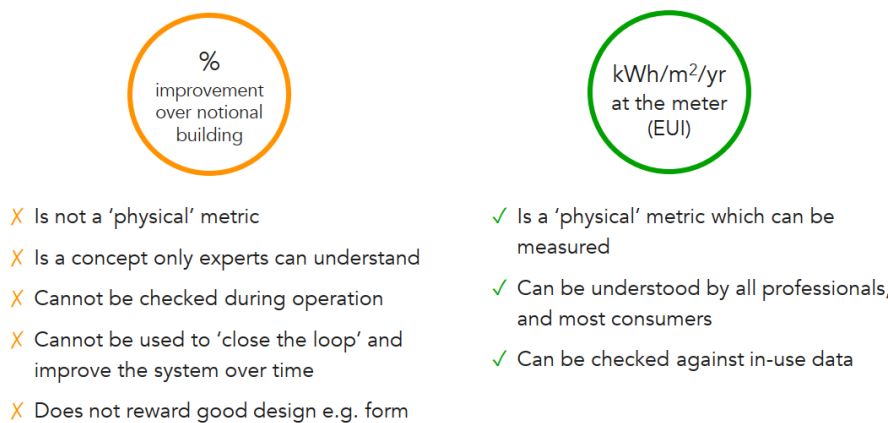 %
improvement
over notional
building
✗ Is not a ‘physical’ metric
✗ Is a concept only experts can understand
✗ Cannot be checked during operation
✗ Cannot be used to ‘close the loop’ and
improve the system over time
✗ Does not reward good design e.g. form
kWh/m²/yr
at the meter
(EUI)
✓ Is a ‘physical’ metric which can be
measured
✓ Can be understood by all professionals,
and most consumers
✓ Can be checked against in-use data